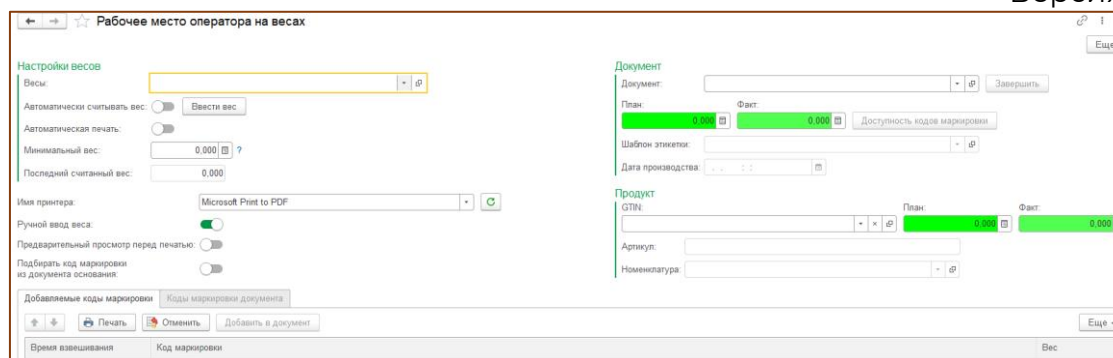 Рабочее место оператора на весах
Еще
Настройки весов
Весы:
Автоматически считывать вес: Ввести вес
Автоматическая печать:
Минимальный вес: 0,000 ?
Последний считанный вес: 0,000
Имя принтера: Microsoft Print to PDF
Ручной ввод веса:
Предварительный просмотр перед печатью:
Подбирать код маркировки
из документа основания:
Документ
Документ: Завершить
План: Факт:
0,000 0,000 Доступность кодов маркировки
Шаблон этикетки:
Дата производства: . . : :
Продукт
GTIN: План: Факт:
0,000 0,000
Артикул:
Номенклатура:
Добавляемые коды маркировки Коды маркировки документа
Печать Отменить Добавить в документ Еще
Время взвешивания Код маркировки Вес